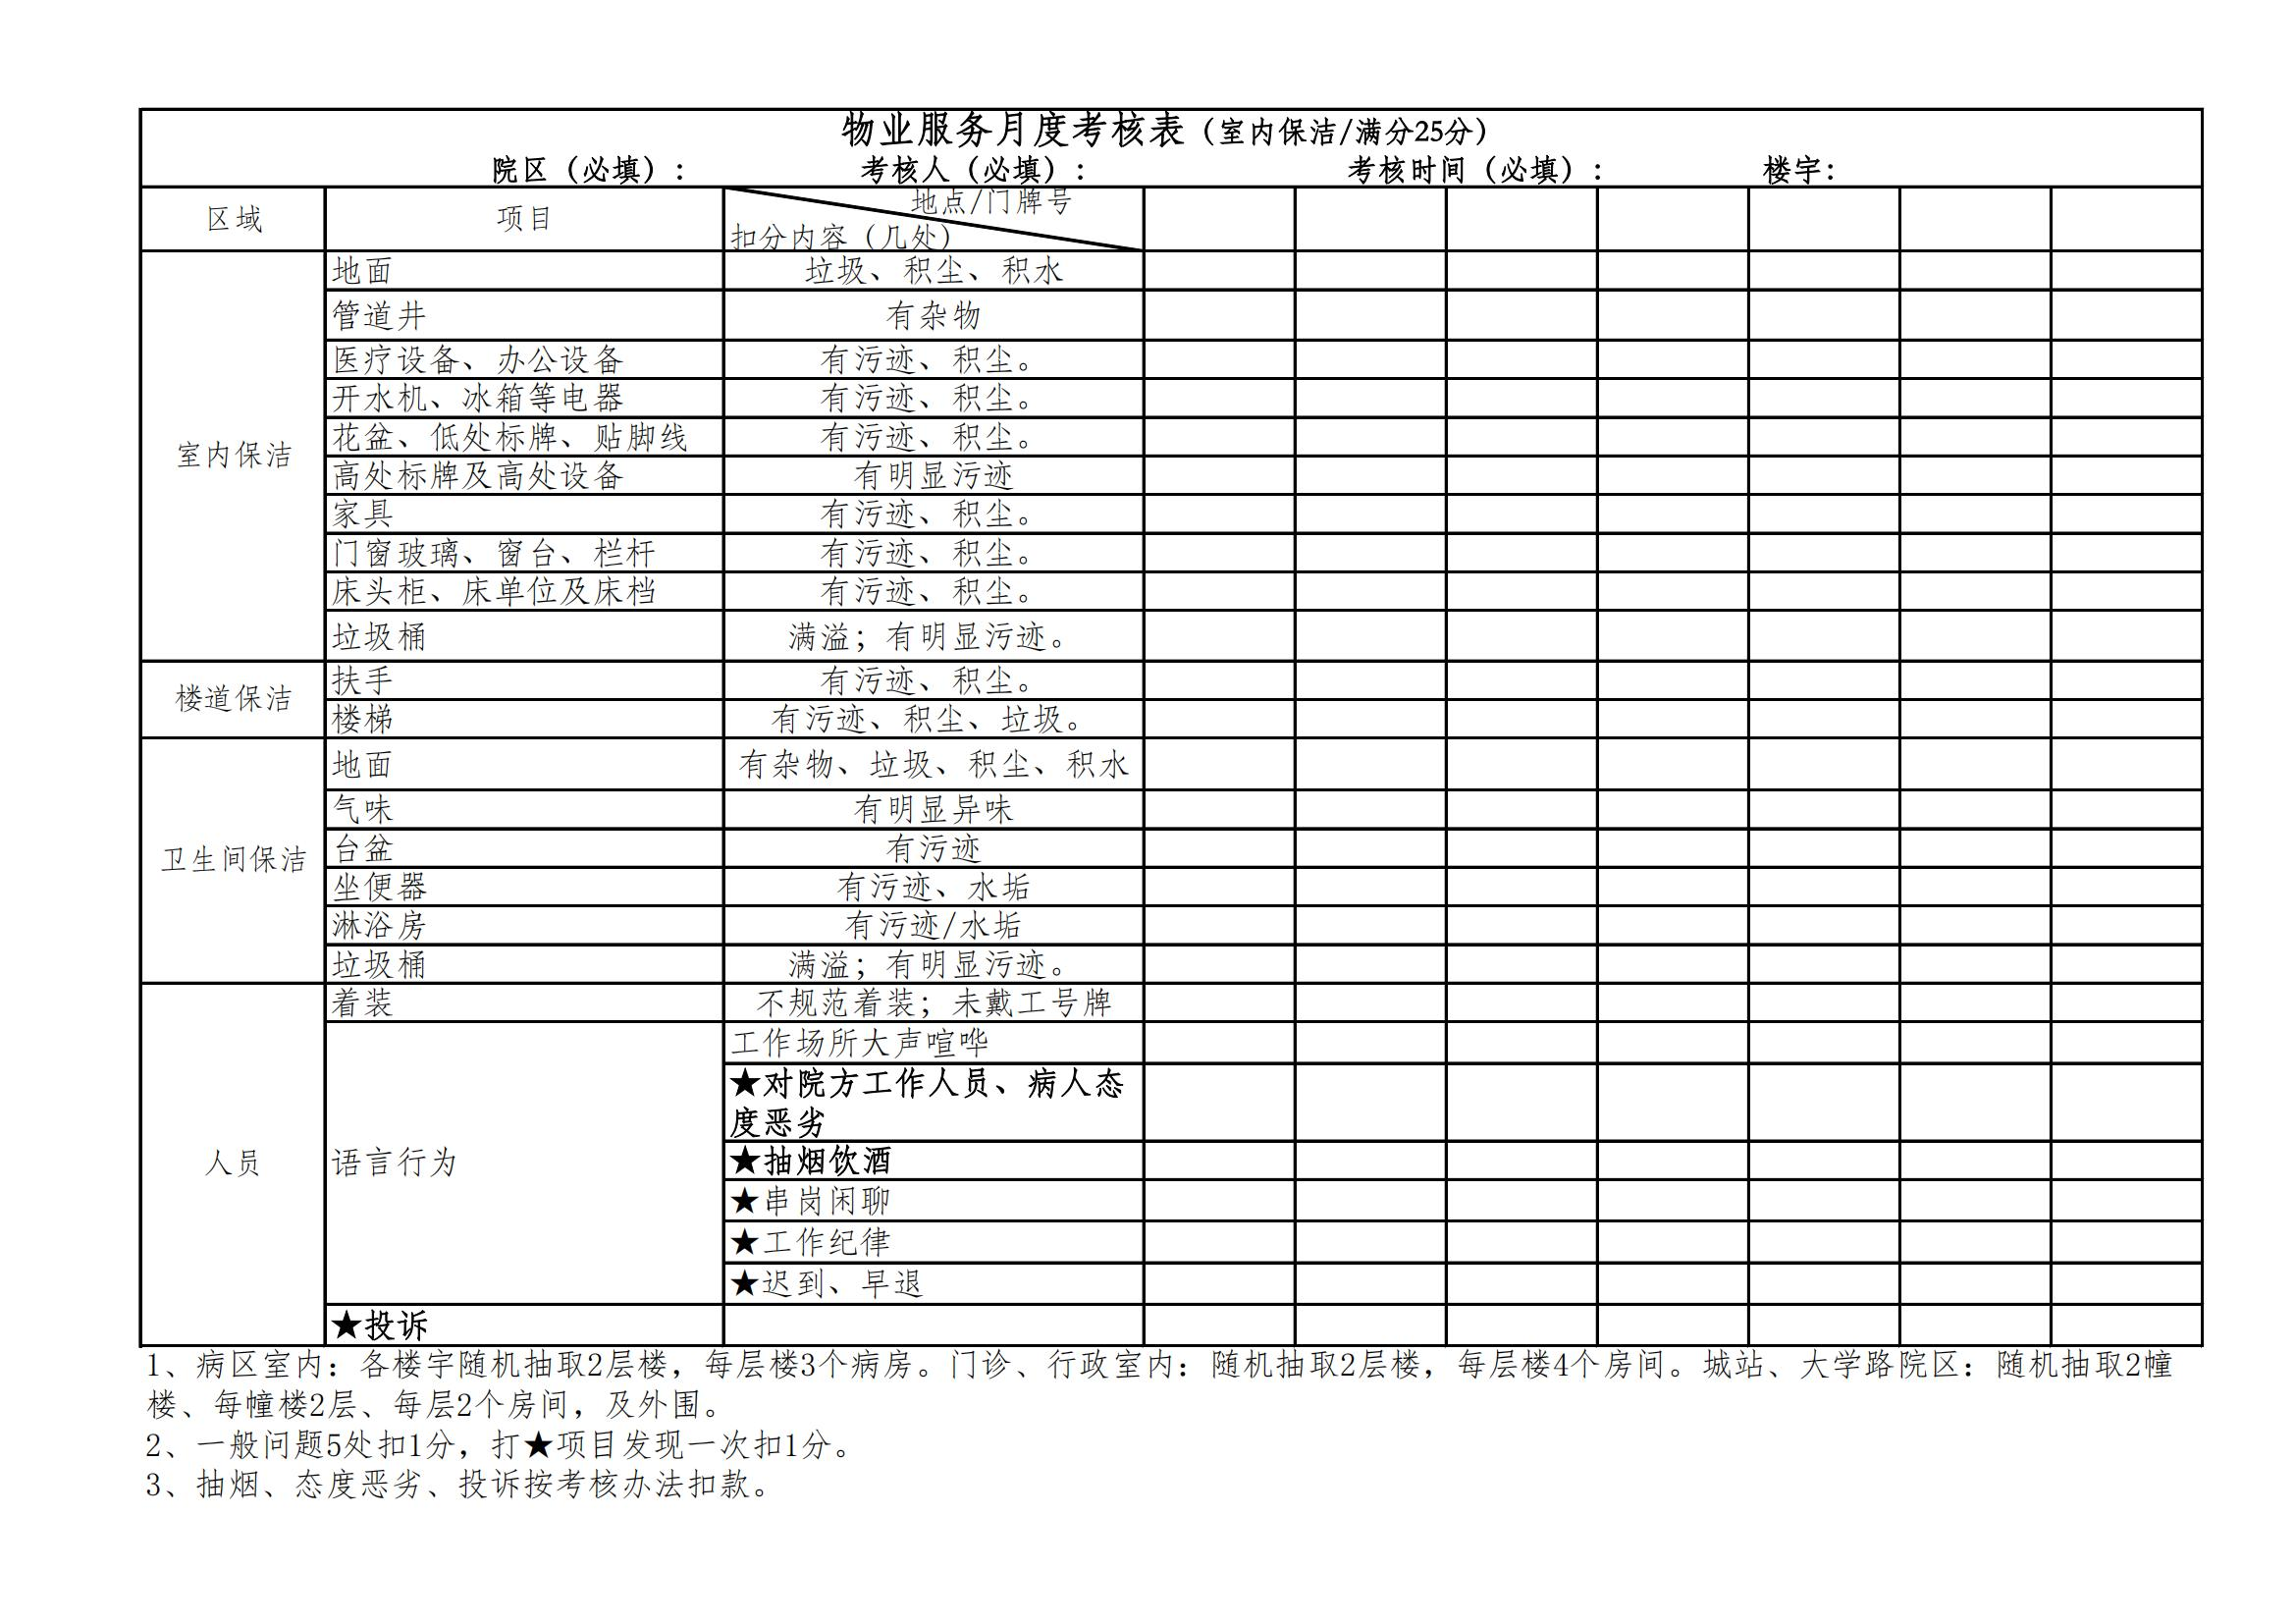 物业服务月度考核表（室内保洁/满分25分）
院区（必填）： 考核人（必填）： 考核时间（必填）： 楼宇：
区域 项目 地点/门牌号
扣分内容（几处）
室内保洁
地面 垃圾、积尘、积水
管道井 有杂物
医疗设备、办公设备 有污迹、积尘。
开水机、冰箱等电器 有污迹、积尘。
花盆、低处标牌、贴脚线 有污迹、积尘。
高处标牌及高处设备 有明显污迹
家具 有污迹、积尘。
门窗玻璃、窗台、栏杆 有污迹、积尘。
床头柜、床单位及床档 有污迹、积尘。
垃圾桶 满溢；有明显污迹。
楼道保洁
扶手 有污迹、积尘。
楼梯 有污迹、积尘、垃圾。
卫生间保洁
地面 有杂物、垃圾、积尘、积水
气味 有明显异味
台盆 有污迹
坐便器 有污迹、水垢
淋浴房 有污迹/水垢
垃圾桶 满溢；有明显污迹。
人员
着装 不规范着装；未戴工号牌
语言行为
工作场所大声喧哗
★对院方工作人员、病人态
度恶劣
★抽烟饮酒
★串岗闲聊
★工作纪律
★迟到、早退
★投诉
1、病区室内：各楼宇随机抽取2层楼，每层楼3个病房。门诊、行政室内：随机抽取2层楼，每层楼4个房间。城站、大学路院区：随机抽取2幢
楼、每幢楼2层、每层2个房间，及外围。
2、一般问题5处扣1分，打★项目发现一次扣1分。
3、抽烟、态度恶劣、投诉按考核办法扣款。